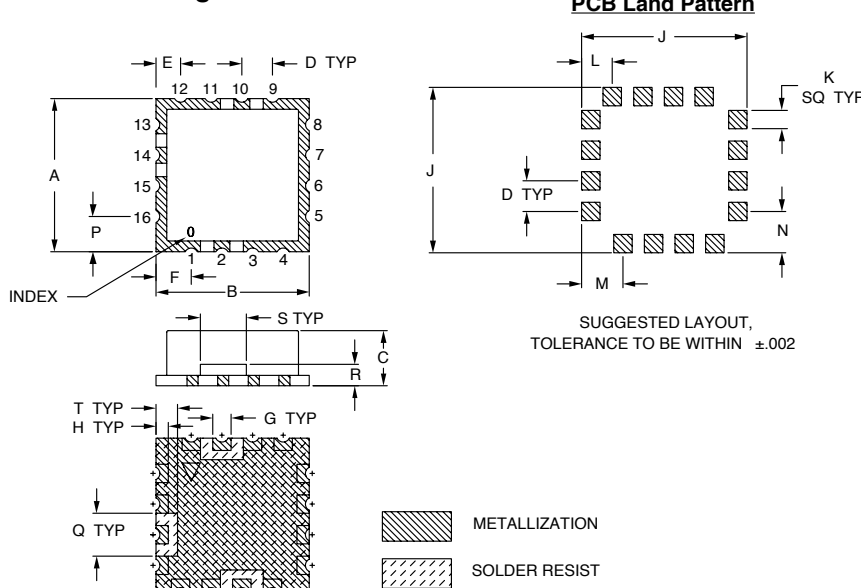 PCB Land Pattern
E
D TYP
12 11 10 9
13
14
15
16
8
7
6
5
A
P
0
1 2 3 4
F
B
INDEX
J
L
K
SQ TYP
J
D TYP
N
M
SUGGESTED LAYOUT,
TOLERANCE TO BE WITHIN ±.002
S TYP
C
R
T TYP
H TYP
G TYP
Q TYP
METALLIZATION
SOLDER RESIST